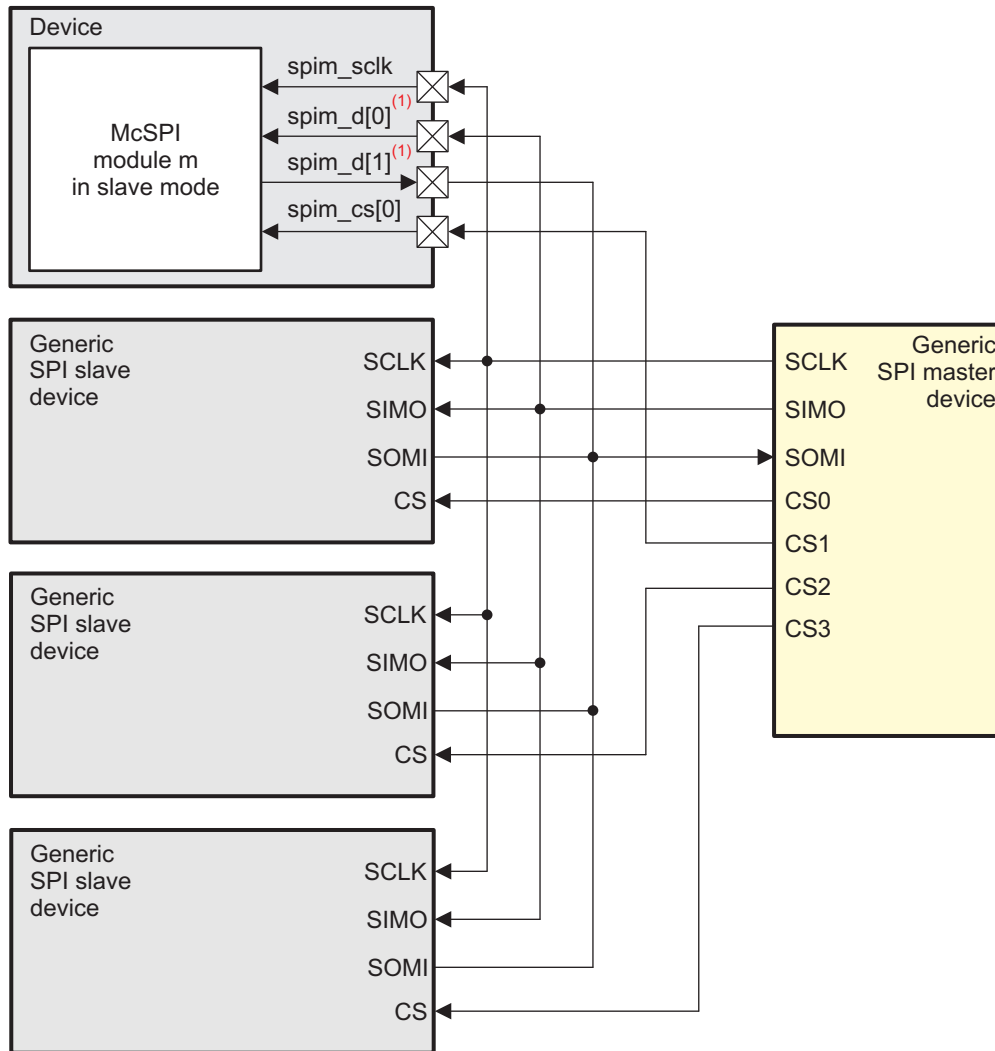 Device
McSPI
module m
in slave mode
spim_sclk
spim_d[0](1)
spim_d[1](1)
spim_cs[0]
Generic
SPI slave
device
SCLK
SIMO
SOMI
CS
Generic
SPI master
device
SCLK
SIMO
SOMI
CS0
CS1
CS2
CS3
Generic
SPI slave
device
SCLK
SIMO
SOMI
CS
Generic
SPI slave
device
SCLK
SIMO
SOMI
CS